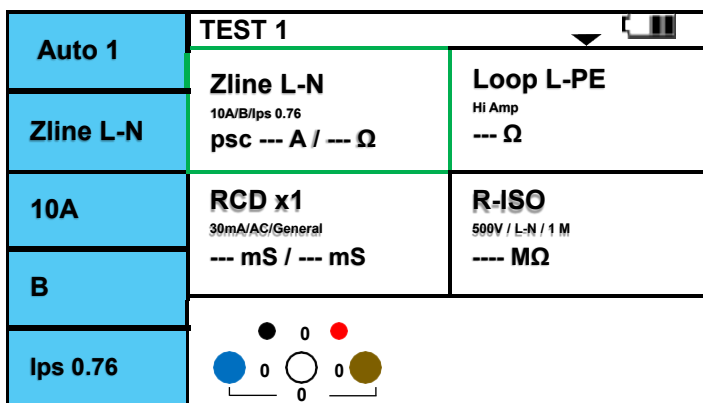 Auto 1
Zline L-N
10A
B
Ips 0.76
TEST 1
Zline L-N
10A/B/Ips 0.76
psc --- A / --- Ω
Loop L-PE
Hi Amp
--- Ω
RCD x1
30mA/AC/General
--- mS / --- mS
R-ISO
500V / L-N / 1 M
---- MΩ
0
0 0
0